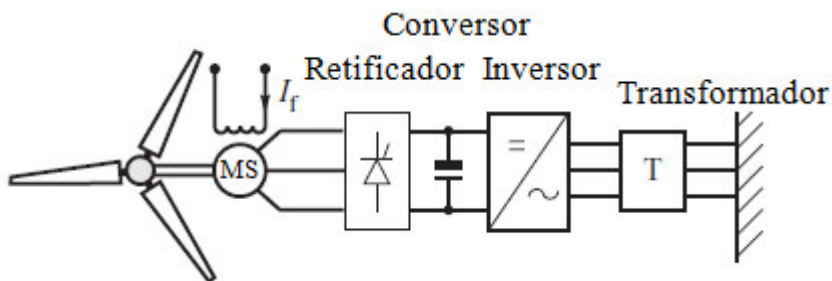 Conversor
Retificador Inversor
Transformador
If
MS
=
~
T